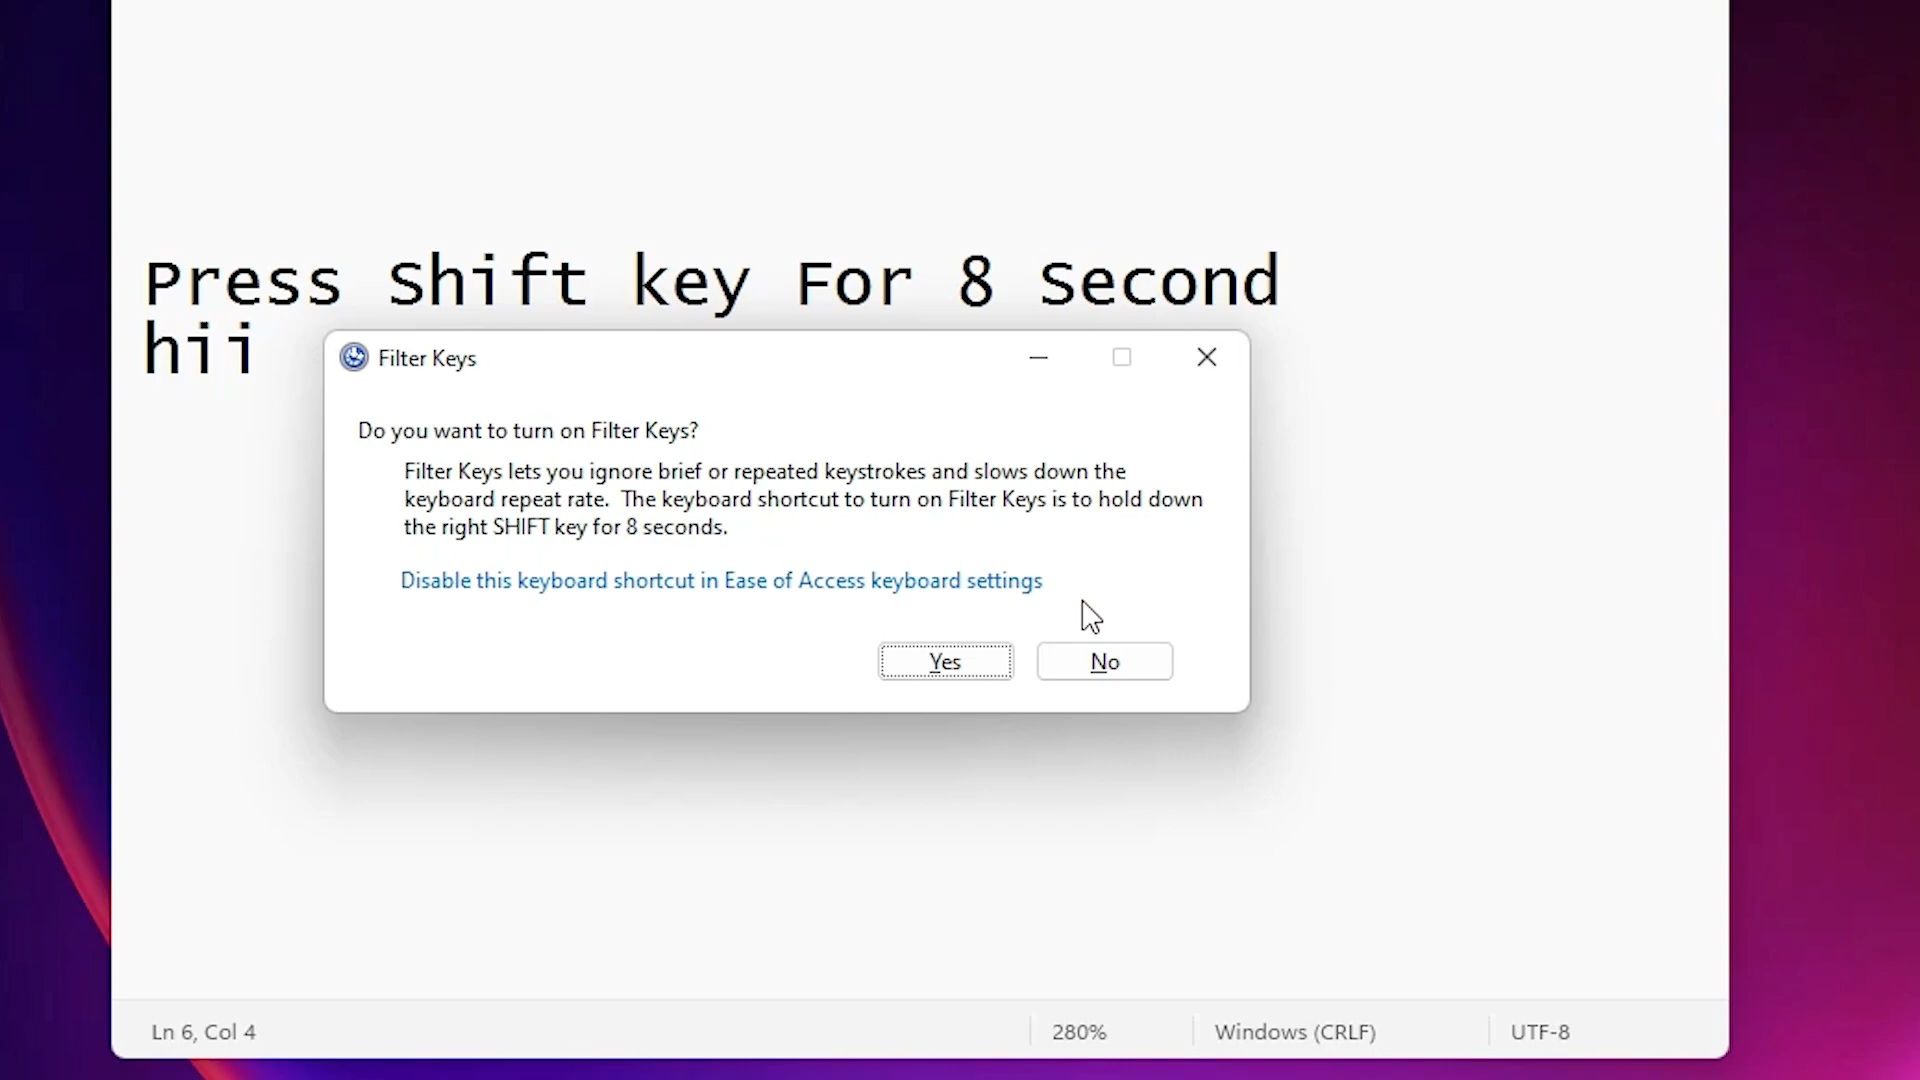 Press Shift key For 8 Second
hii
Filter Keys
Do you want to turn on Filter Keys?
Filter Keys lets you ignore brief or repeated keystrokes and slows down the
keyboard repeat rate.  The keyboard shortcut to turn on Filter Keys is to hold down
the right SHIFT key for 8 seconds.
Disable this keyboard shortcut in Ease of Access keyboard settings
Yes No
Ln 6, Col 4 280% Windows (CRLF) UTF-8